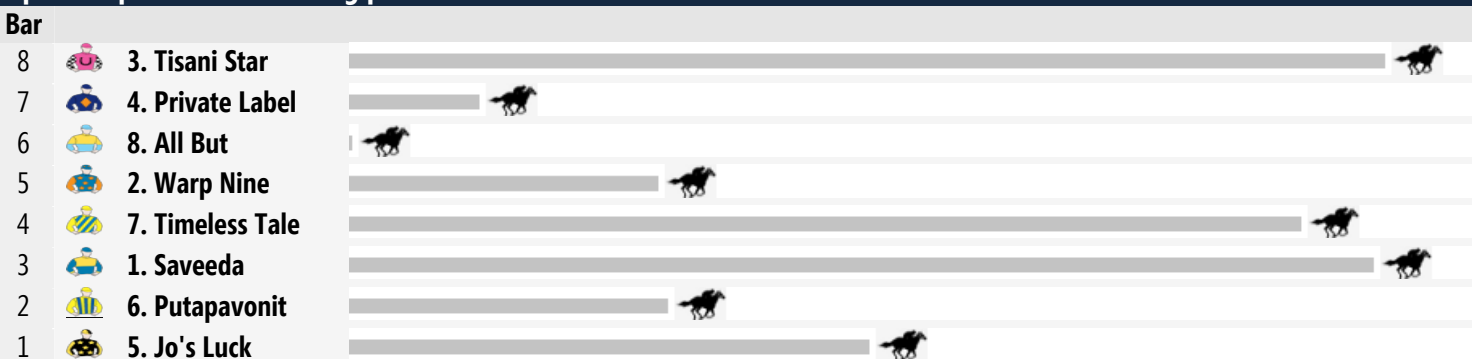 Bar
8 3. Tisani Star
7 4. Private Label
6 8. All But
5 2. Warp Nine
4 7. Timeless Tale
3 1. Saveeda
2 6. Putapavonit
1 5. Jo's Luck